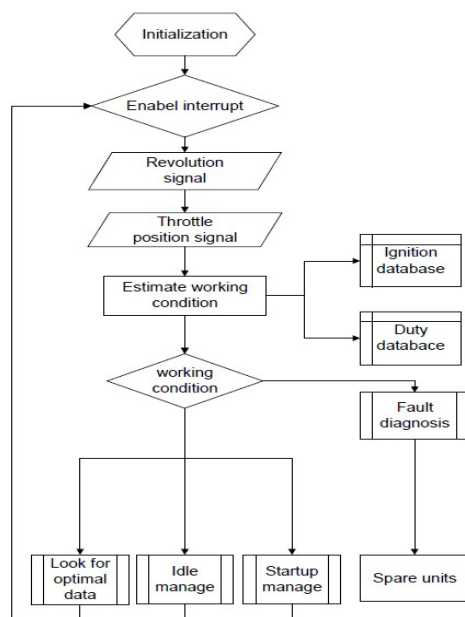 Initialization
Enabel interrupt
Revolution
signal
Throttle
position signal
Ignition
database
Estimate working
condition
Duty
databace
working
condition
Fault
diagnosis
Look for
optimal
data
Idle
manage
Startup
manage
Spare units